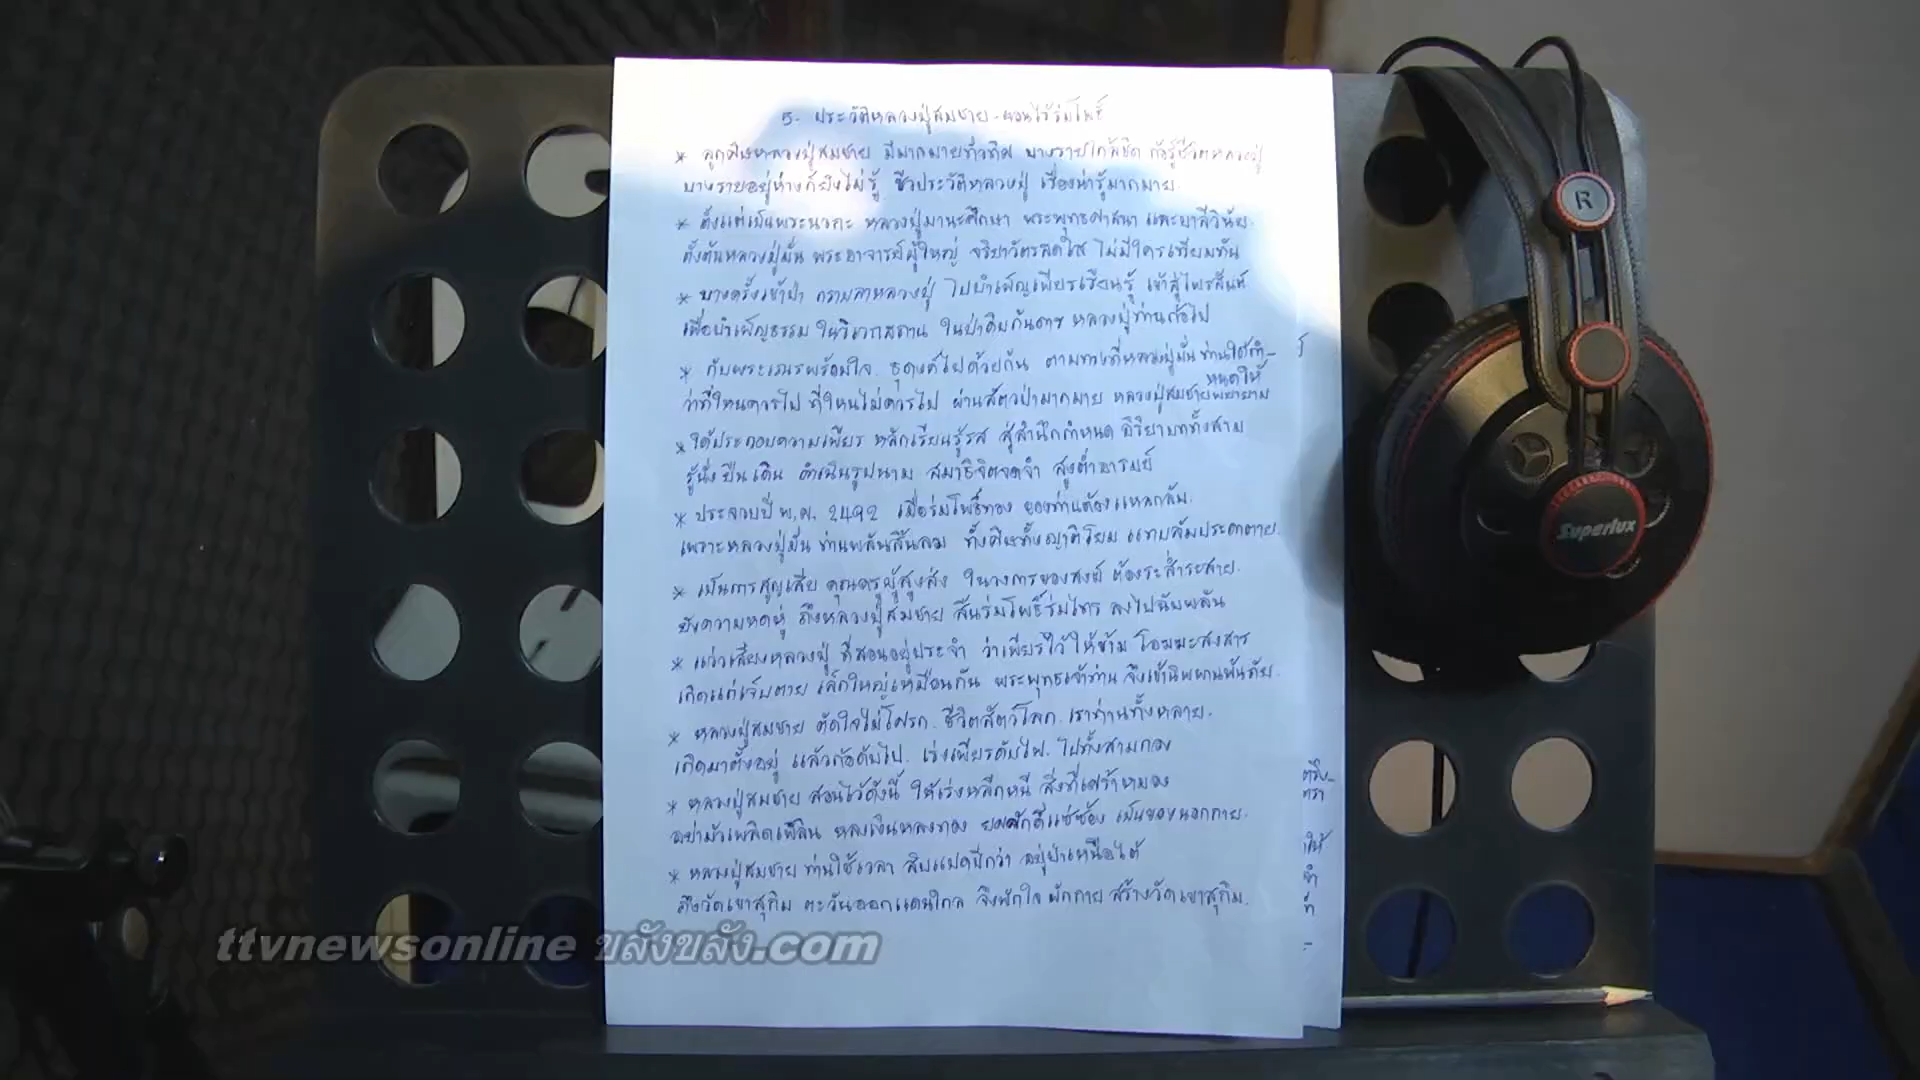 5. ประวัติหลวงปู่สมชาย - ตอนไร้ร่มโพธิ์
* ลูกศิษหลวงปู่สมชาย มีมากมายทั่วทิศ บางรายใกล้ชิด ก็รู้ชีวิตหลวงปู่
บางรายอยู่ห่างก็ยังไม่รู้ ชีวประวัติหลวงปู่ เรื่องน่ารู้มากมาย
* ตั้งแต่เป็นพระนวกะ หลวงปู่มานะศึกษา พระพุทธศาสนา และบาลีวินัย
ตั้งต้นหลวงปู่มั่น พระอาจารย์ผู้ใหญ่ จริยาวัตรสดใส ไม่มีใครเทียมทัน
* บางครั้งเข้าป่า กราบลาหลวงปู่ ไปบำเพ็ญเพียรเรียนรู้ เข้าสู่ไพรสัณฑ์
เพื่อบำเพ็ญธรรม ในวิเวกสถาน ในป่าดิบกันดาร หลวงปู่ท่านก็ไป
* กับพระเณรพร้อมใจ ธุดงค์ไปด้วยกัน ตามทางที่หลวงปู่มั่น ท่านได้กำ-
หนดให้
ว่าที่ไหนควรไป ที่ไหนไม่ควรไป ผ่านสัตว์ป่ามากมาย หลวงปู่สมชายพยายาม
* ได้ประกอบความเพียร หลักเรียนรู้รส สู่สำนึกกำหนด อิริยาบททั้งสาม
รู้นั่ง ยืน เดิน ดำเนินรูปนาม สมาธิจิตจดจำ สูงต่ำอารมย์
* ประจวบปี พ.ศ. 2492 เมื่อร่มโพธิ์ทอง ของท่านต้องแหลกล้ม
เพราะหลวงปู่มั่น ท่านพลันสิ้นลม ทั้งศิษทั้งญาติโยม แทบล้มประดาตาย
* เป็นการสูญเสีย คุณครูผู้สูงส่ง ในวงการของสงฆ์ ต้องระส่ำระสาย
ยังความหดหู่ ถึงหลวงปู่สมชาย สิ้นร่มโพธิ์ร่มไทร ลงไปฉับพลัน
* แว่วเสียงหลวงปู่ ที่สอนอยู่ประจำ ว่าเพียรไว้ให้ข้าม โอฆะสงสาร
เกิดแก่เจ็บตาย เล็กใหญ่เหมือนกัน พระพุทธเจ้าท่าน จึงเข้านิพพานพ้นภัย
* หลวงปู่สมชาย ตัดใจไม่โศรก ชีวิตสัตว์โลก เราท่านทั้งหลาย
เกิดมาตั้งอยู่ แล้วก็ดับไป เร่งเพียรดับไฟ ไปทั้งสามกอง
* หลวงปู่สมชาย สอนไว้ดังนี้ ให้เร่งหลีกหนี สิ่งที่เศร้าหมอง
อย่ามัวเพลิดเพลิน หลงเงินหลงทอง ยศศักดิ์แซ่ซ้อง เป็นของนอกกาย
* หลวงปู่สมชาย ท่านใช้เวลา สิบแปดปีกว่า อยู่ป่าเหนือใต้
ถึงวัดเขาสุกิม ตะวันออกแดนไกล จึงพักใจ พักกาย สร้างวัดเขาสุกิม
ให้
R
Superlux
ttvnewsonline ขลังขลัง.com